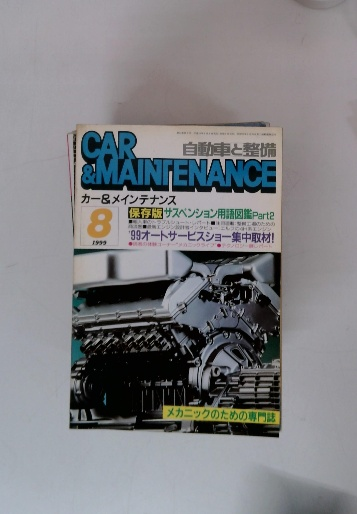 自動車と整備
CAR
&MAINTENANCE
カー&メインテナンス
8
1999
保存版 サスペンション用語図鑑Part2
'99オートサービスショー集中取材!
メカニックのための専門誌